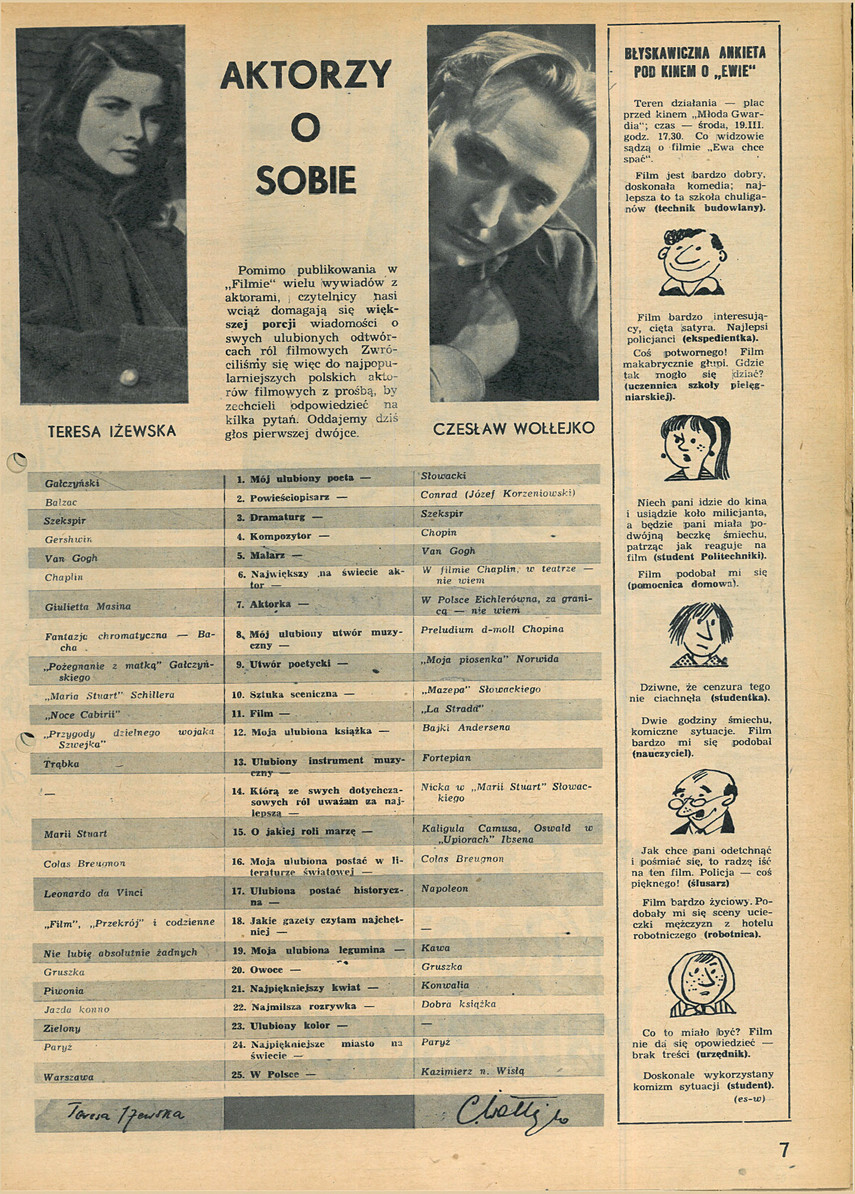 AKTORZY
O
SOBIE
Pomimo publikowania w
„Filmie" wielu wywiadów z
aktorami, czytelnicy nasi
wciąż domagają się więk-
szej porcji wiadomości o
swych ulubionych odtwór-
cach ról filmowych Zwró-
ciliśmy się więc do najpopu-
larniejszych polskich akto-
rów filmowych z prośbą, by
zechcieli odpowiedzieć na
kilka pytań. Oddajemy dziś
głos pierwszej dwójce.
TERESA IŻEWSKA
CZESŁAW WOŁŁEJKO
Gałczyński 1. Mój ulubiony poeta — Słowacki
Balzac 2. Powieściopisarz — Conrad (Józef Korzeniowski)
Szekspir 3. Dramaturg — Szekspir
Gershwin 4. Kompozytor — Chopin
Van Gogh 5. Malarz — Van Gogh
Chaplin 6. Największy na świecie ak- W filmie Chaplin, w teatrze —
tor — nie wiem
Giulietta Masina 7. Aktorka — W Polsce Eichlerówna, za grani-
cą — nie wiem
Fantazja chromatyczna — Ba- 8. Mój ulubiony utwór muzy- Preludium d-moll Chopina
cha czny —
„Pożegnanie z matką" Gałczyń- 9. Utwór poetycki — „Moja piosenka" Norwida
skiego
„Maria Stuart" Schillera 10. Sztuka sceniczna — „Mazepa" Słowackiego
„Noce Cabirii" 11. Film — „La Strada"
„Przygody dzielnego wojaka 12. Moja ulubiona książka — Bajki Andersena
Szwejka"
Trąbka 13. Ulubiony instrument muzy- Fortepian
czny —
— 14. Którą ze swych dotychcza- Nicka w „Marii Stuart" Słowac-
sowych ról uważam za naj- kiego
lepszą —
Marii Stuart 15. O jakiej roli marzę — Kaligula Camusa, Oswald w
„Upiorach" Ibsena
Colas Breugnon 16. Moja ulubiona postać w li- Colas Breugnon
teraturze światowej —
Leonardo da Vinci 17. Ulubiona postać historycz- Napoleon
na —
„Film", „Przekrój" i codzienne 18. Jakie gazety czytam najchęt- —
niej —
Nie lubię absolutnie żadnych 19. Moja ulubiona legumina — Kawa
Gruszka 20. Owoce — Gruszka
Piwonia 21. Najpiękniejszy kwiat — Konwalia
Jazda konno 22. Najmilsza rozrywka — Dobra książka
Zielony 23. Ulubiony kolor — —
Paryż 24. Najpiękniejsze miasto na Paryż
świecie —
Warszawa 25. W Polsce — Kazimierz n. Wisłą
Teresa Iżewska
BŁYSKAWICZNA ANKIETA
POD KINEM O „EWIE"
Teren działania — plac
przed kinem „Młoda Gwar-
dia"; czas — środa, 19.III.
godz. 17.30. Co widzowie
sądzą o filmie „Ewa chce
spać".
Film jest bardzo dobry,
doskonała komedia; naj-
lepsza to ta szkoła chuliga-
nów (technik budowlany).
Film bardzo interesują-
cy, cięta satyra. Najlepsi
policjanci (ekspedientka).
Coś potwornego! Film
makabrycznie głupi. Gdzie
tak mogło się dziać?
(uczennica szkoły pielęg-
niarskiej).
Niech pani idzie do kina
i usiądzie koło milicjanta,
a będzie pani miała po-
dwójną beczkę śmiechu,
patrząc jak reaguje na
film (student Politechniki).
Film podobał mi się
(pomocnica domowa).
Dziwne, że cenzura tego
nie ciachnęła (studentka).
Dwie godziny śmiechu,
komiczne sytuacje. Film
bardzo mi się podobał
(nauczyciel).
Jak chce pani odetchnąć
i pośmiać się, to radzę iść
na ten film. Policja — coś
pięknego! (ślusarz)
Film bardzo życiowy. Po-
dobały mi się sceny ucie-
czki mężczyzn z hotelu
robotniczego (robotnica).
Co to miało być? Film
nie da się opowiedzieć —
brak treści (urzędnik).
Doskonale wykorzystany
komizm sytuacji (student).
(es-w)
7